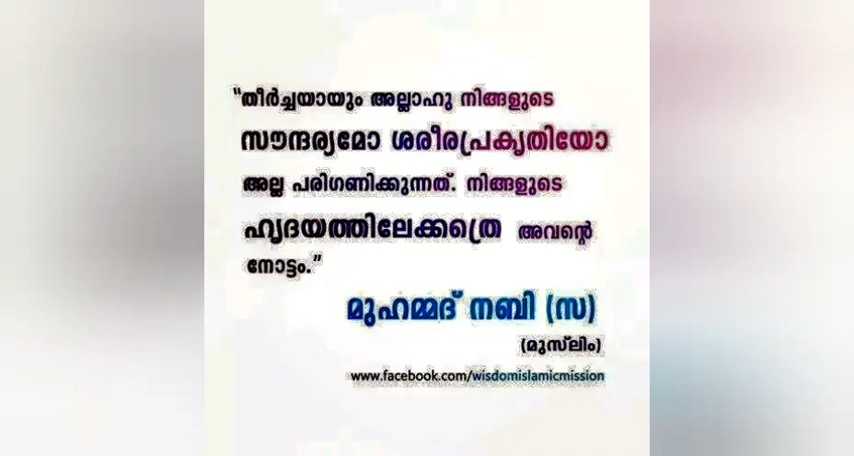 “തീർച്ചയായും അല്ലാഹു നിങ്ങളുടെ
സൗന്ദര്യമോ ശരീരപ്രകൃതിയോ
അല്ല പരിഗണിക്കുന്നത്. നിങ്ങളുടെ
ഹൃദയത്തിലേക്കത്രെ അവന്റെ
നോട്ടം.”
മുഹമ്മദ് നബി (സ)
(മുസ്‌ലിം)
www.facebook.com/wisdomislamicmission